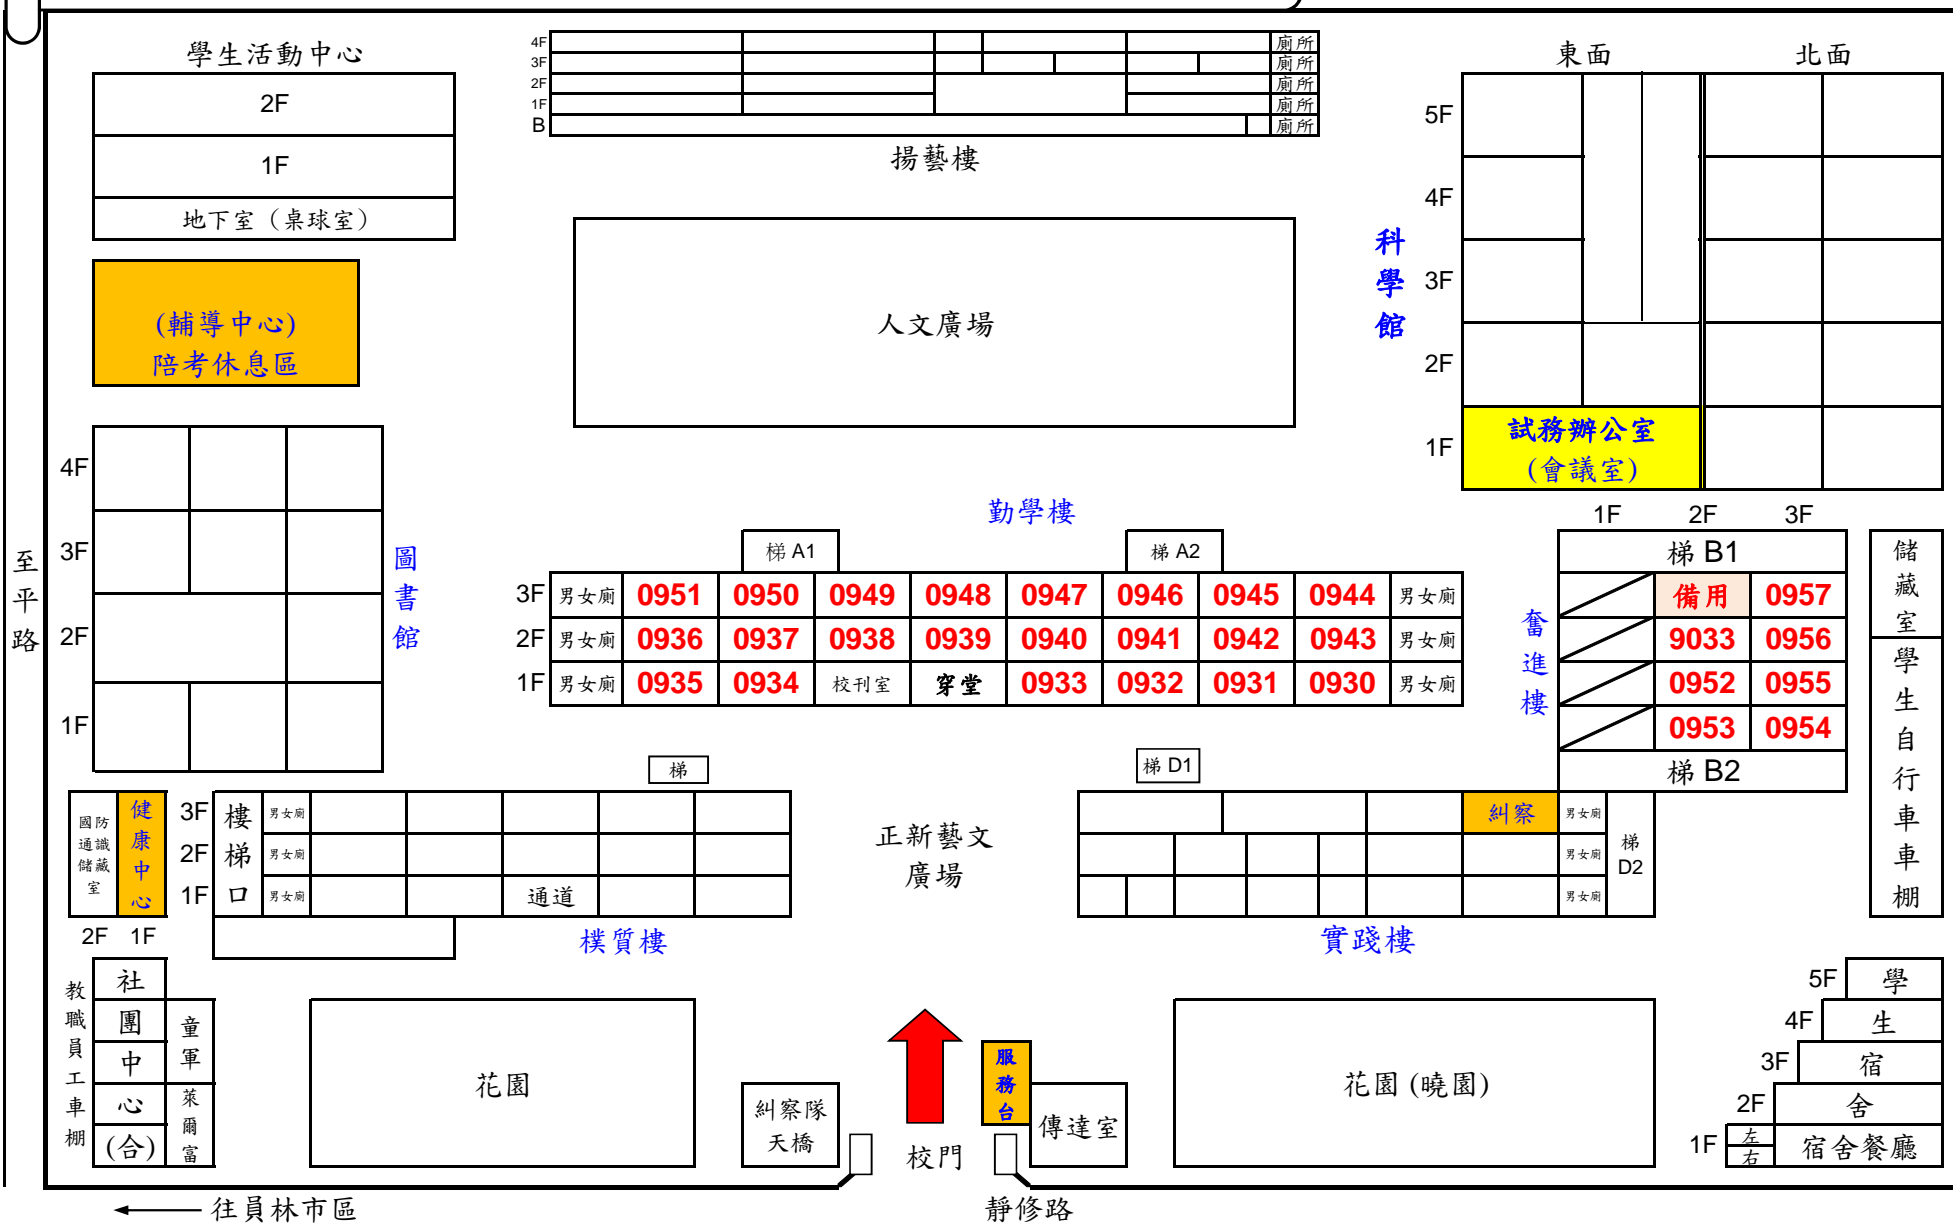 學生活動中心
2F
1F
地下室（桌球室）
(輔導中心)
陪考休息區
4F 廁所
3F 廁所
2F 廁所
1F 廁所
B 廁所
揚藝樓
人文廣場
東面 北面
科學館
5F
4F
3F
2F
1F
試務辦公室
(會議室)
至平路
圖書館
4F
3F
2F
1F
勤學樓
梯 A1 梯 A2
3F 男女廁 0951 0950 0949 0948 0947 0946 0945 0944 男女廁
2F 男女廁 0936 0937 0938 0939 0940 0941 0942 0943 男女廁
1F 男女廁 0935 0934 校刊室 穿堂 0933 0932 0931 0930 男女廁
奮進樓
1F 2F 3F
梯 B1
備用 0957
9033 0956
0952 0955
0953 0954
梯 B2
儲藏室
學生自行車車棚
國防
通識
儲藏
室
健康中心
2F 1F
梯
樓梯口
3F 男女廁
2F 男女廁
1F 男女廁 通道
樸質樓
正新藝文
廣場
梯 D1
糾察 男女廁
男女廁
男女廁
梯
D2
實踐樓
教職員工車棚
社
團
中
心
(合)
童軍
萊爾富
花園
糾察隊
天橋
校門
服務台
傳達室
花園 (曉園)
5F 學
4F 生
3F 宿
2F 舍
1F 左 右 宿舍餐廳
往員林市區
靜修路